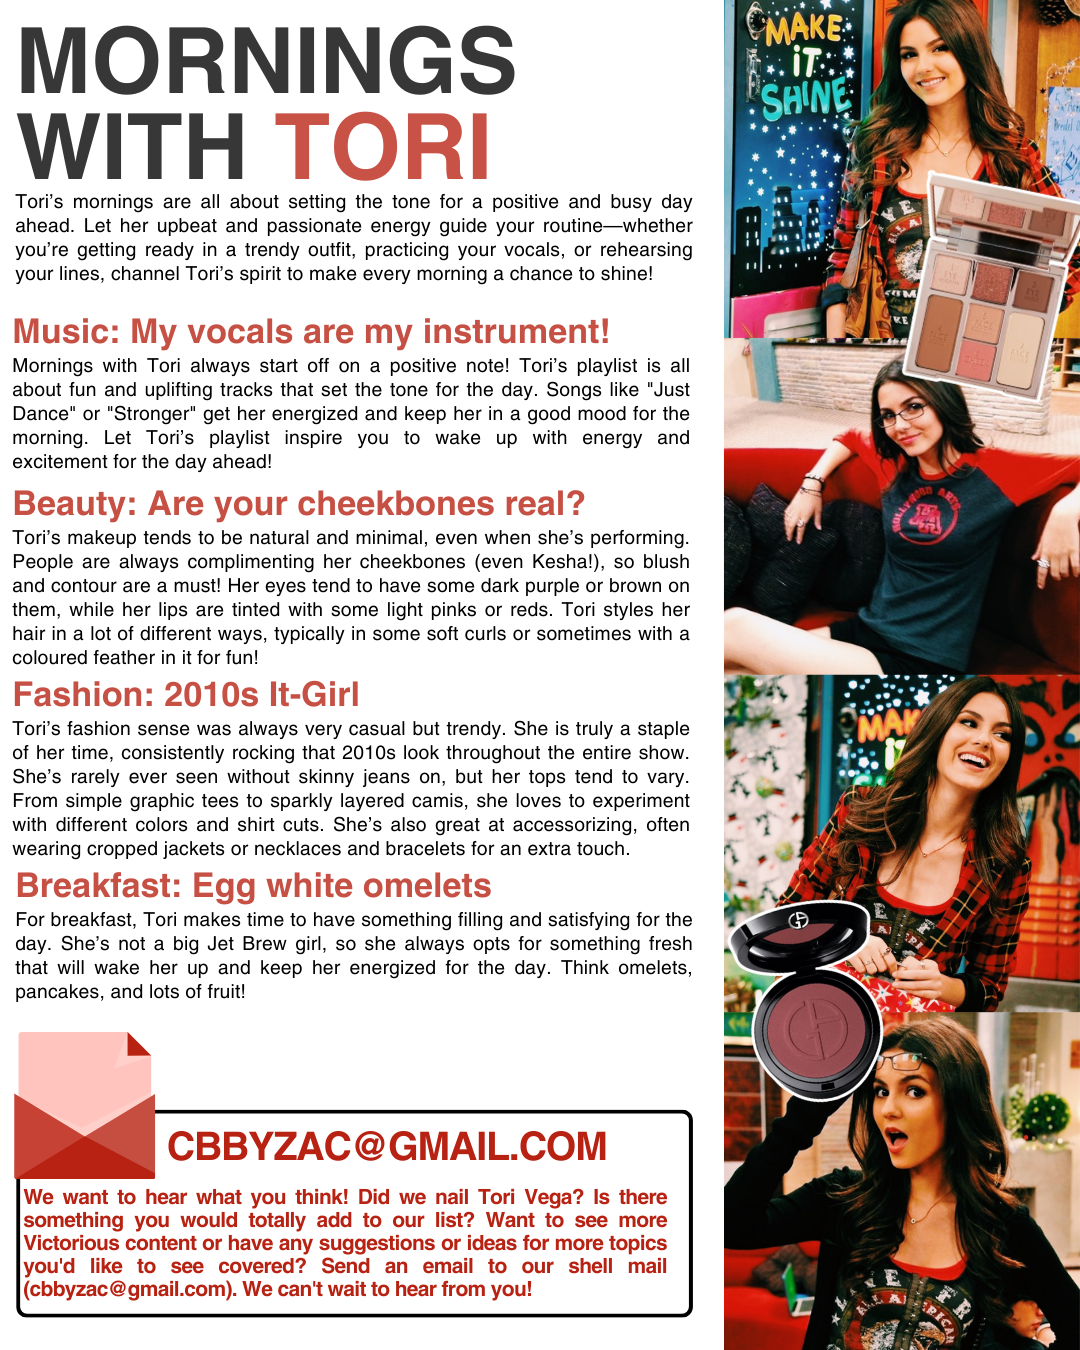 MORNINGS
WITH TORI
Tori’s mornings are all about setting the tone for a positive and busy day
ahead. Let her upbeat and passionate energy guide your routine—whether
you’re getting ready in a trendy outfit, practicing your vocals, or rehearsing
your lines, channel Tori’s spirit to make every morning a chance to shine!
Music: My vocals are my instrument!
Mornings with Tori always start off on a positive note! Tori’s playlist is all
about fun and uplifting tracks that set the tone for the day. Songs like "Just
Dance" or "Stronger" get her energized and keep her in a good mood for the
morning. Let Tori’s playlist inspire you to wake up with energy and
excitement for the day ahead!
Beauty: Are your cheekbones real?
Tori’s makeup tends to be natural and minimal, even when she’s performing.
People are always complimenting her cheekbones (even Kesha!), so blush
and contour are a must! Her eyes tend to have some dark purple or brown on
them, while her lips are tinted with some light pinks or reds. Tori styles her
hair in a lot of different ways, typically in some soft curls or sometimes with a
coloured feather in it for fun!
Fashion: 2010s It-Girl
Tori’s fashion sense was always very casual but trendy. She is truly a staple
of her time, consistently rocking that 2010s look throughout the entire show.
She’s rarely ever seen without skinny jeans on, but her tops tend to vary.
From simple graphic tees to sparkly layered camis, she loves to experiment
with different colors and shirt cuts. She’s also great at accessorizing, often
wearing cropped jackets or necklaces and bracelets for an extra touch.
Breakfast: Egg white omelets
For breakfast, Tori makes time to have something filling and satisfying for the
day. She’s not a big Jet Brew girl, so she always opts for something fresh
that will wake her up and keep her energized for the day. Think omelets,
pancakes, and lots of fruit!
CBBYZAC@GMAIL.COM
We want to hear what you think! Did we nail Tori Vega? Is there
something you would totally add to our list? Want to see more
Victorious content or have any suggestions or ideas for more topics
you'd like to see covered? Send an email to our shell mail
(cbbyzac@gmail.com). We can't wait to hear from you!
MAKE
iT
SHINE
HOLLYWOOD ARTS
MAK
iT